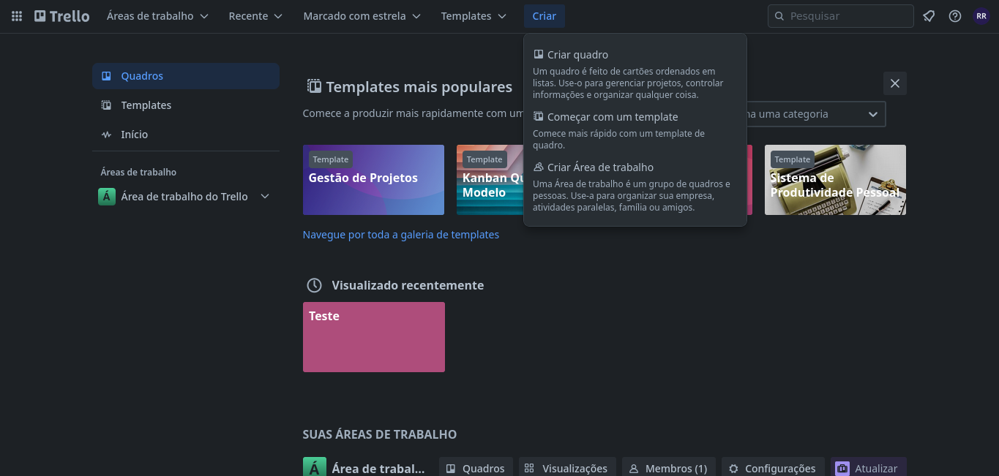 Trello
Áreas de trabalho
Recente
Marcado com estrela
Templates
Criar
Pesquisar
RR
Quadros
Templates
Início
Áreas de trabalho
Á
Área de trabalho do Trello
Criar quadro
Um quadro é feito de cartões ordenados em
listas. Use-o para gerenciar projetos, controlar
informações e organizar qualquer coisa.
Começar com um template
Comece mais rápido com um template de
quadro.
Criar Área de trabalho
Uma Área de trabalho é um grupo de quadros e
pessoas. Use-a para organizar sua empresa,
atividades paralelas, família ou amigos.
Templates mais populares
Comece a produzir mais rapidamente com um
uma categoria
Template
Gestão de Projetos
Template
Kanban
Modelo
Template
Sistema de
Produtividade Pessoal
Navegue por toda a galeria de templates
Visualizado recentemente
Teste
SUAS ÁREAS DE TRABALHO
Á
Área de trabal...
Quadros
Visualizações
Membros (1)
Configurações
Atualizar